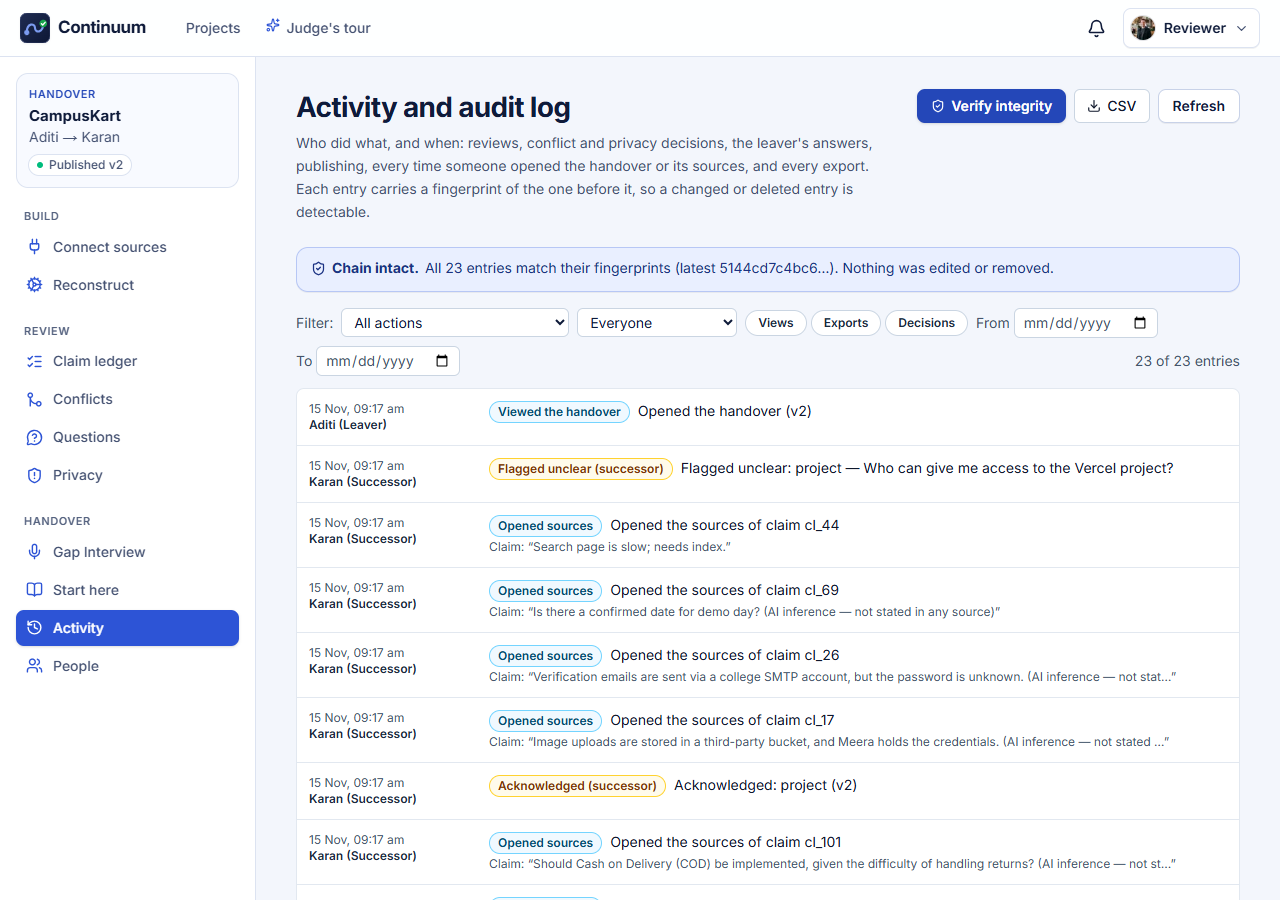 Continuum
Projects
Judge's tour
Reviewer
HANDOVER
CampusKart
Aditi → Karan
Published v2
BUILD
Connect sources
Reconstruct
REVIEW
Claim ledger
Conflicts
Questions
Privacy
HANDOVER
Gap Interview
Start here
Activity
People
Activity and audit log
Verify integrity
CSV
Refresh
Who did what, and when: reviews, conflict and privacy decisions, the leaver's answers,
publishing, every time someone opened the handover or its sources, and every export.
Each entry carries a fingerprint of the one before it, so a changed or deleted entry is
detectable.
Chain intact. All 23 entries match their fingerprints (latest 5144cd7c4bc6…). Nothing was edited or removed.
Filter: All actions Everyone Views Exports Decisions From mm/dd/yyyy
To mm/dd/yyyy 23 of 23 entries
15 Nov, 09:17 am
Aditi (Leaver)
Viewed the handover Opened the handover (v2)
15 Nov, 09:17 am
Karan (Successor)
Flagged unclear (successor) Flagged unclear: project — Who can give me access to the Vercel project?
15 Nov, 09:17 am
Karan (Successor)
Opened sources Opened the sources of claim cl_44
Claim: “Search page is slow; needs index.”
15 Nov, 09:17 am
Karan (Successor)
Opened sources Opened the sources of claim cl_69
Claim: “Is there a confirmed date for demo day? (AI inference — not stated in any source)”
15 Nov, 09:17 am
Karan (Successor)
Opened sources Opened the sources of claim cl_26
Claim: “Verification emails are sent via a college SMTP account, but the password is unknown. (AI inference — not stat…”
15 Nov, 09:17 am
Karan (Successor)
Opened sources Opened the sources of claim cl_17
Claim: “Image uploads are stored in a third-party bucket, and Meera holds the credentials. (AI inference — not stated …”
15 Nov, 09:17 am
Karan (Successor)
Acknowledged (successor) Acknowledged: project (v2)
15 Nov, 09:17 am
Karan (Successor)
Opened sources Opened the sources of claim cl_101
Claim: “Should Cash on Delivery (COD) be implemented, given the difficulty of handling returns? (AI inference — not st…”